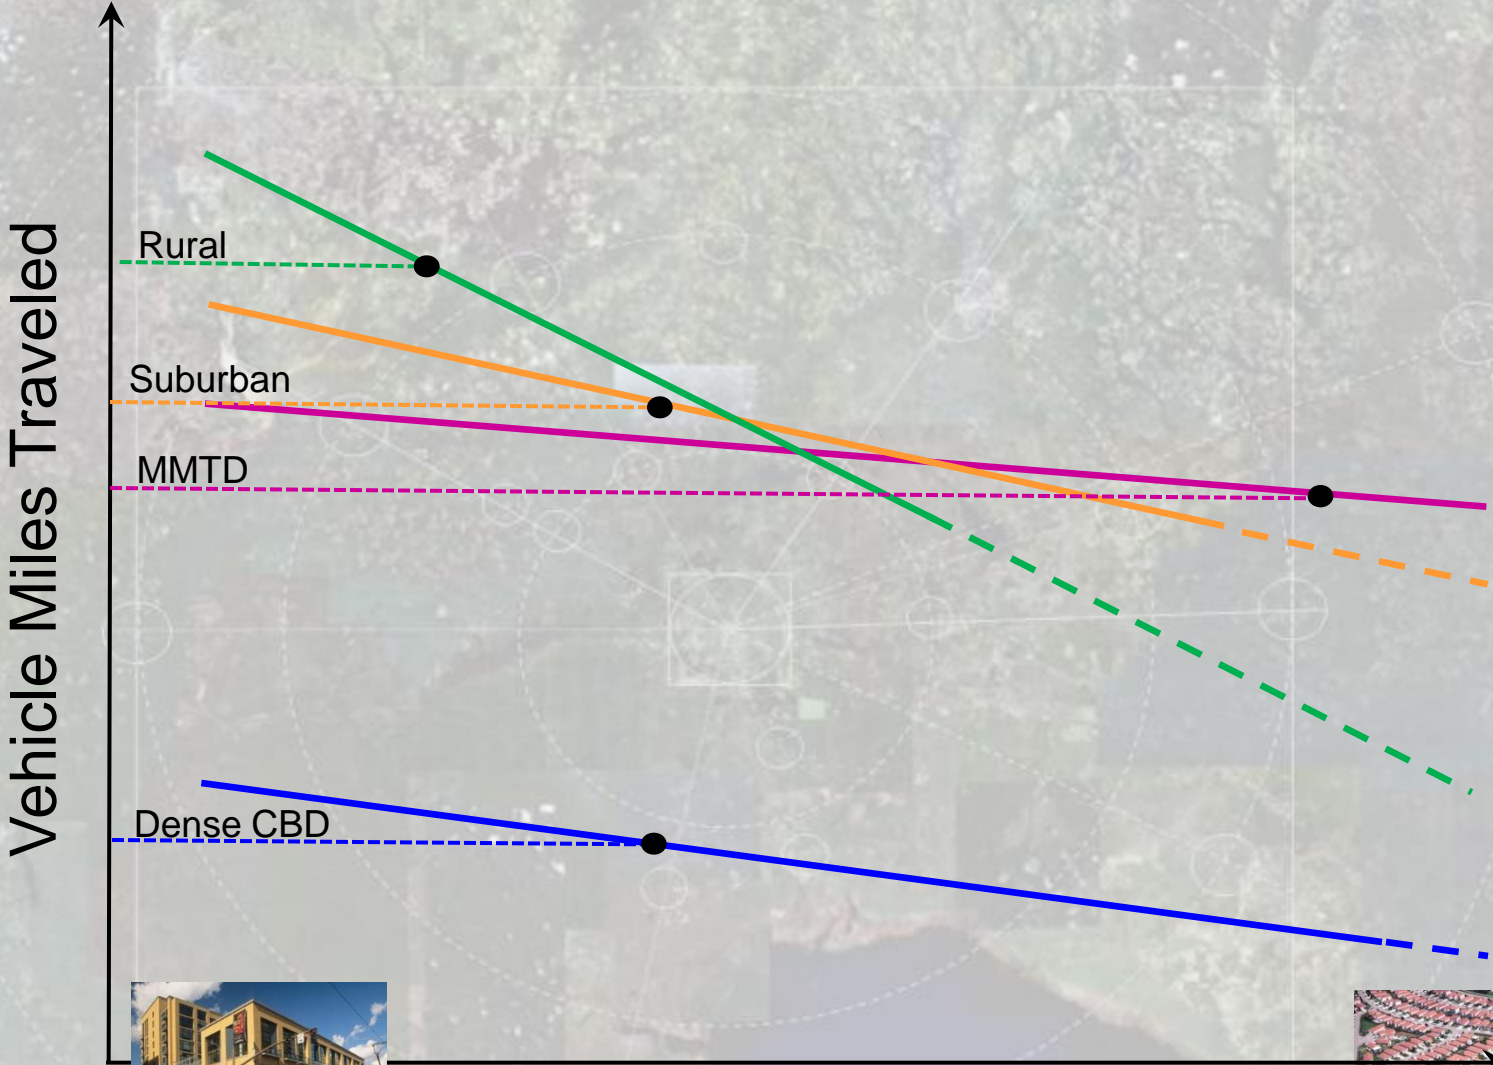 Vehicle Miles Traveled
Rural
Suburban
MMTD
Dense CBD